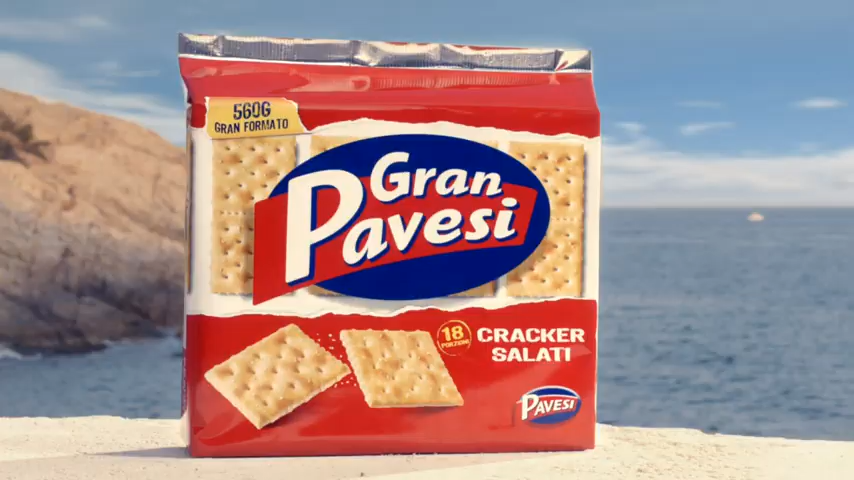 560G
GRAN FORMATO
Gran
Pavesi
18
PORZIONI
CRACKER
SALATI
PAVESI